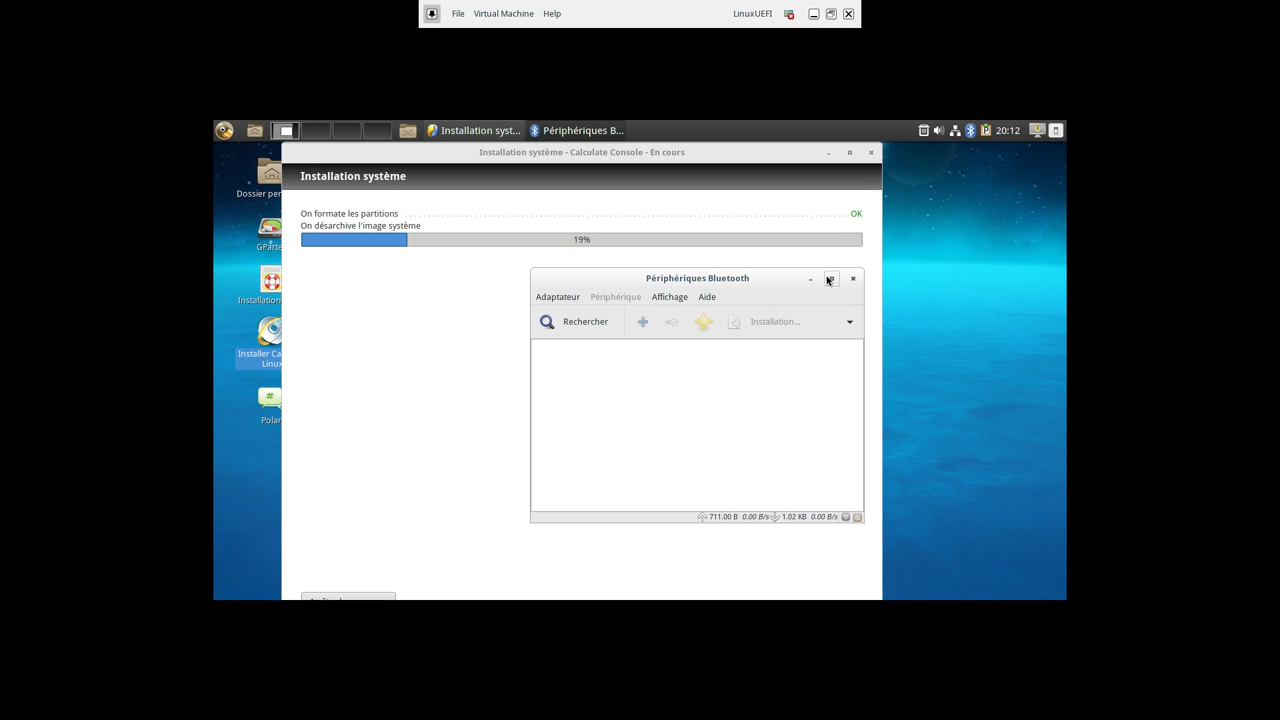 File Virtual Machine Help LinuxUEFI
Installation syst... Périphériques B... 20:12
Installation système - Calculate Console - En cours
Installation système
Dossier per
On formate les partitions OK
On désarchive l'image système
19%
GParte
Périphériques Bluetooth
Adaptateur Périphérique Affichage Aide
Installation
Rechercher Installation...
Installer Ca
Linux
#
Polar
711.00 B 0.00 B/s 1.02 KB 0.00 B/s